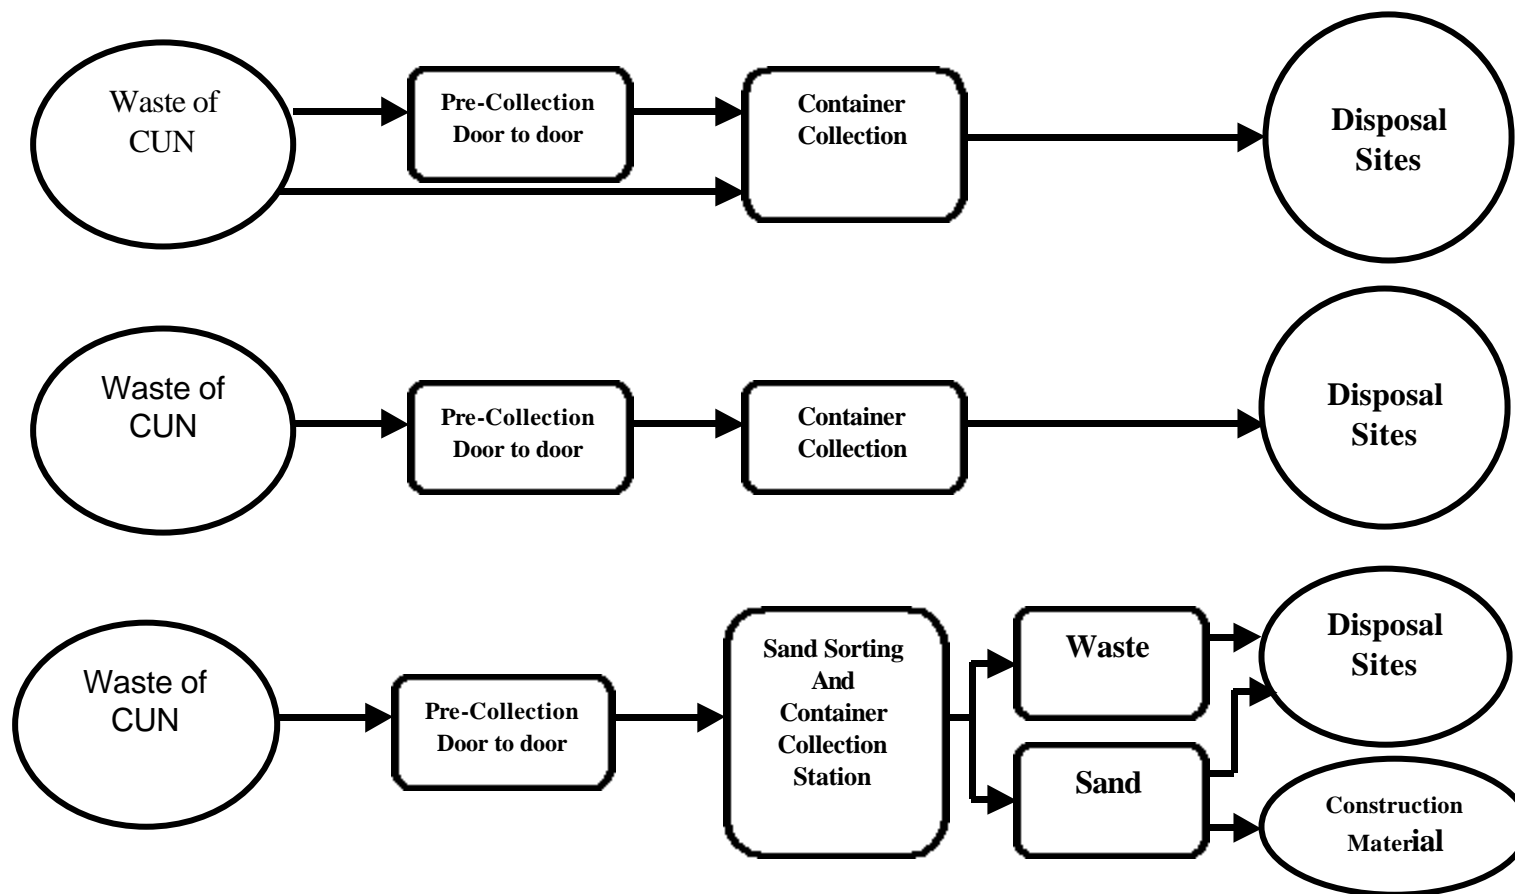 Waste of
CUN
Pre-Collection
Door to door
Container
Collection
Disposal
Sites
Waste of
CUN
Pre-Collection
Door to door
Container
Collection
Disposal
Sites
Waste of
CUN
Pre-Collection
Door to door
Sand Sorting
And
Container
Collection
Station
Waste
Sand
Disposal
Sites
Construction
Material